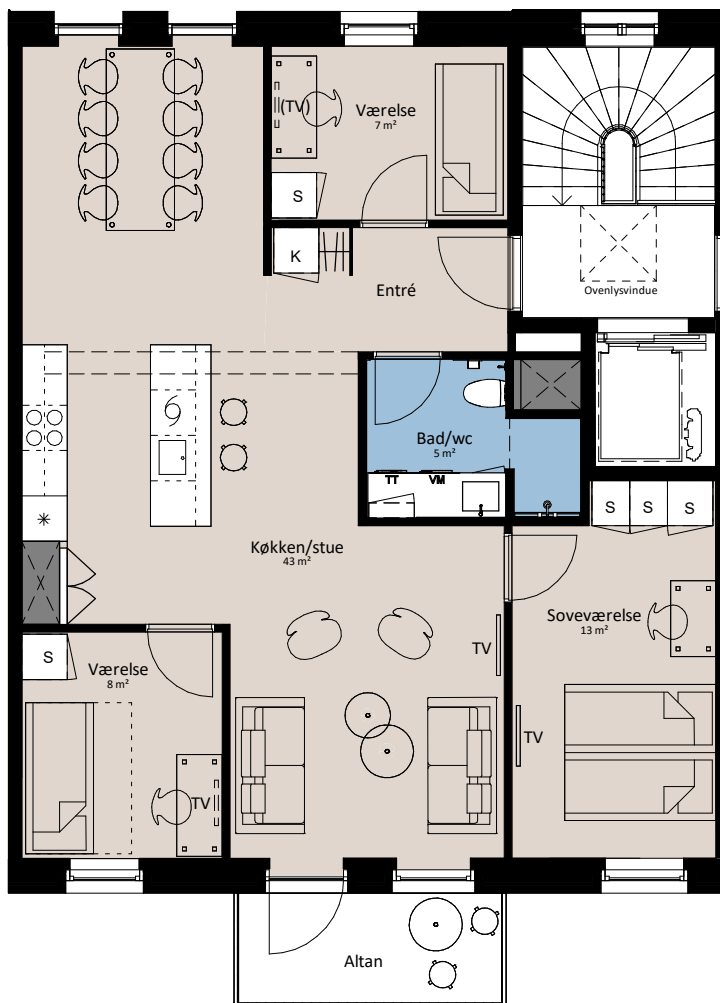 (TV)
Værelse
7 m²
S
K
Entré
Ovenlysvindue
Bad/wc
5 m²
TT
VM
S
S
S
Køkken/stue
43 m²
Soveværelse
13 m²
S
Værelse
8 m²
TV
TV
TV
Altan